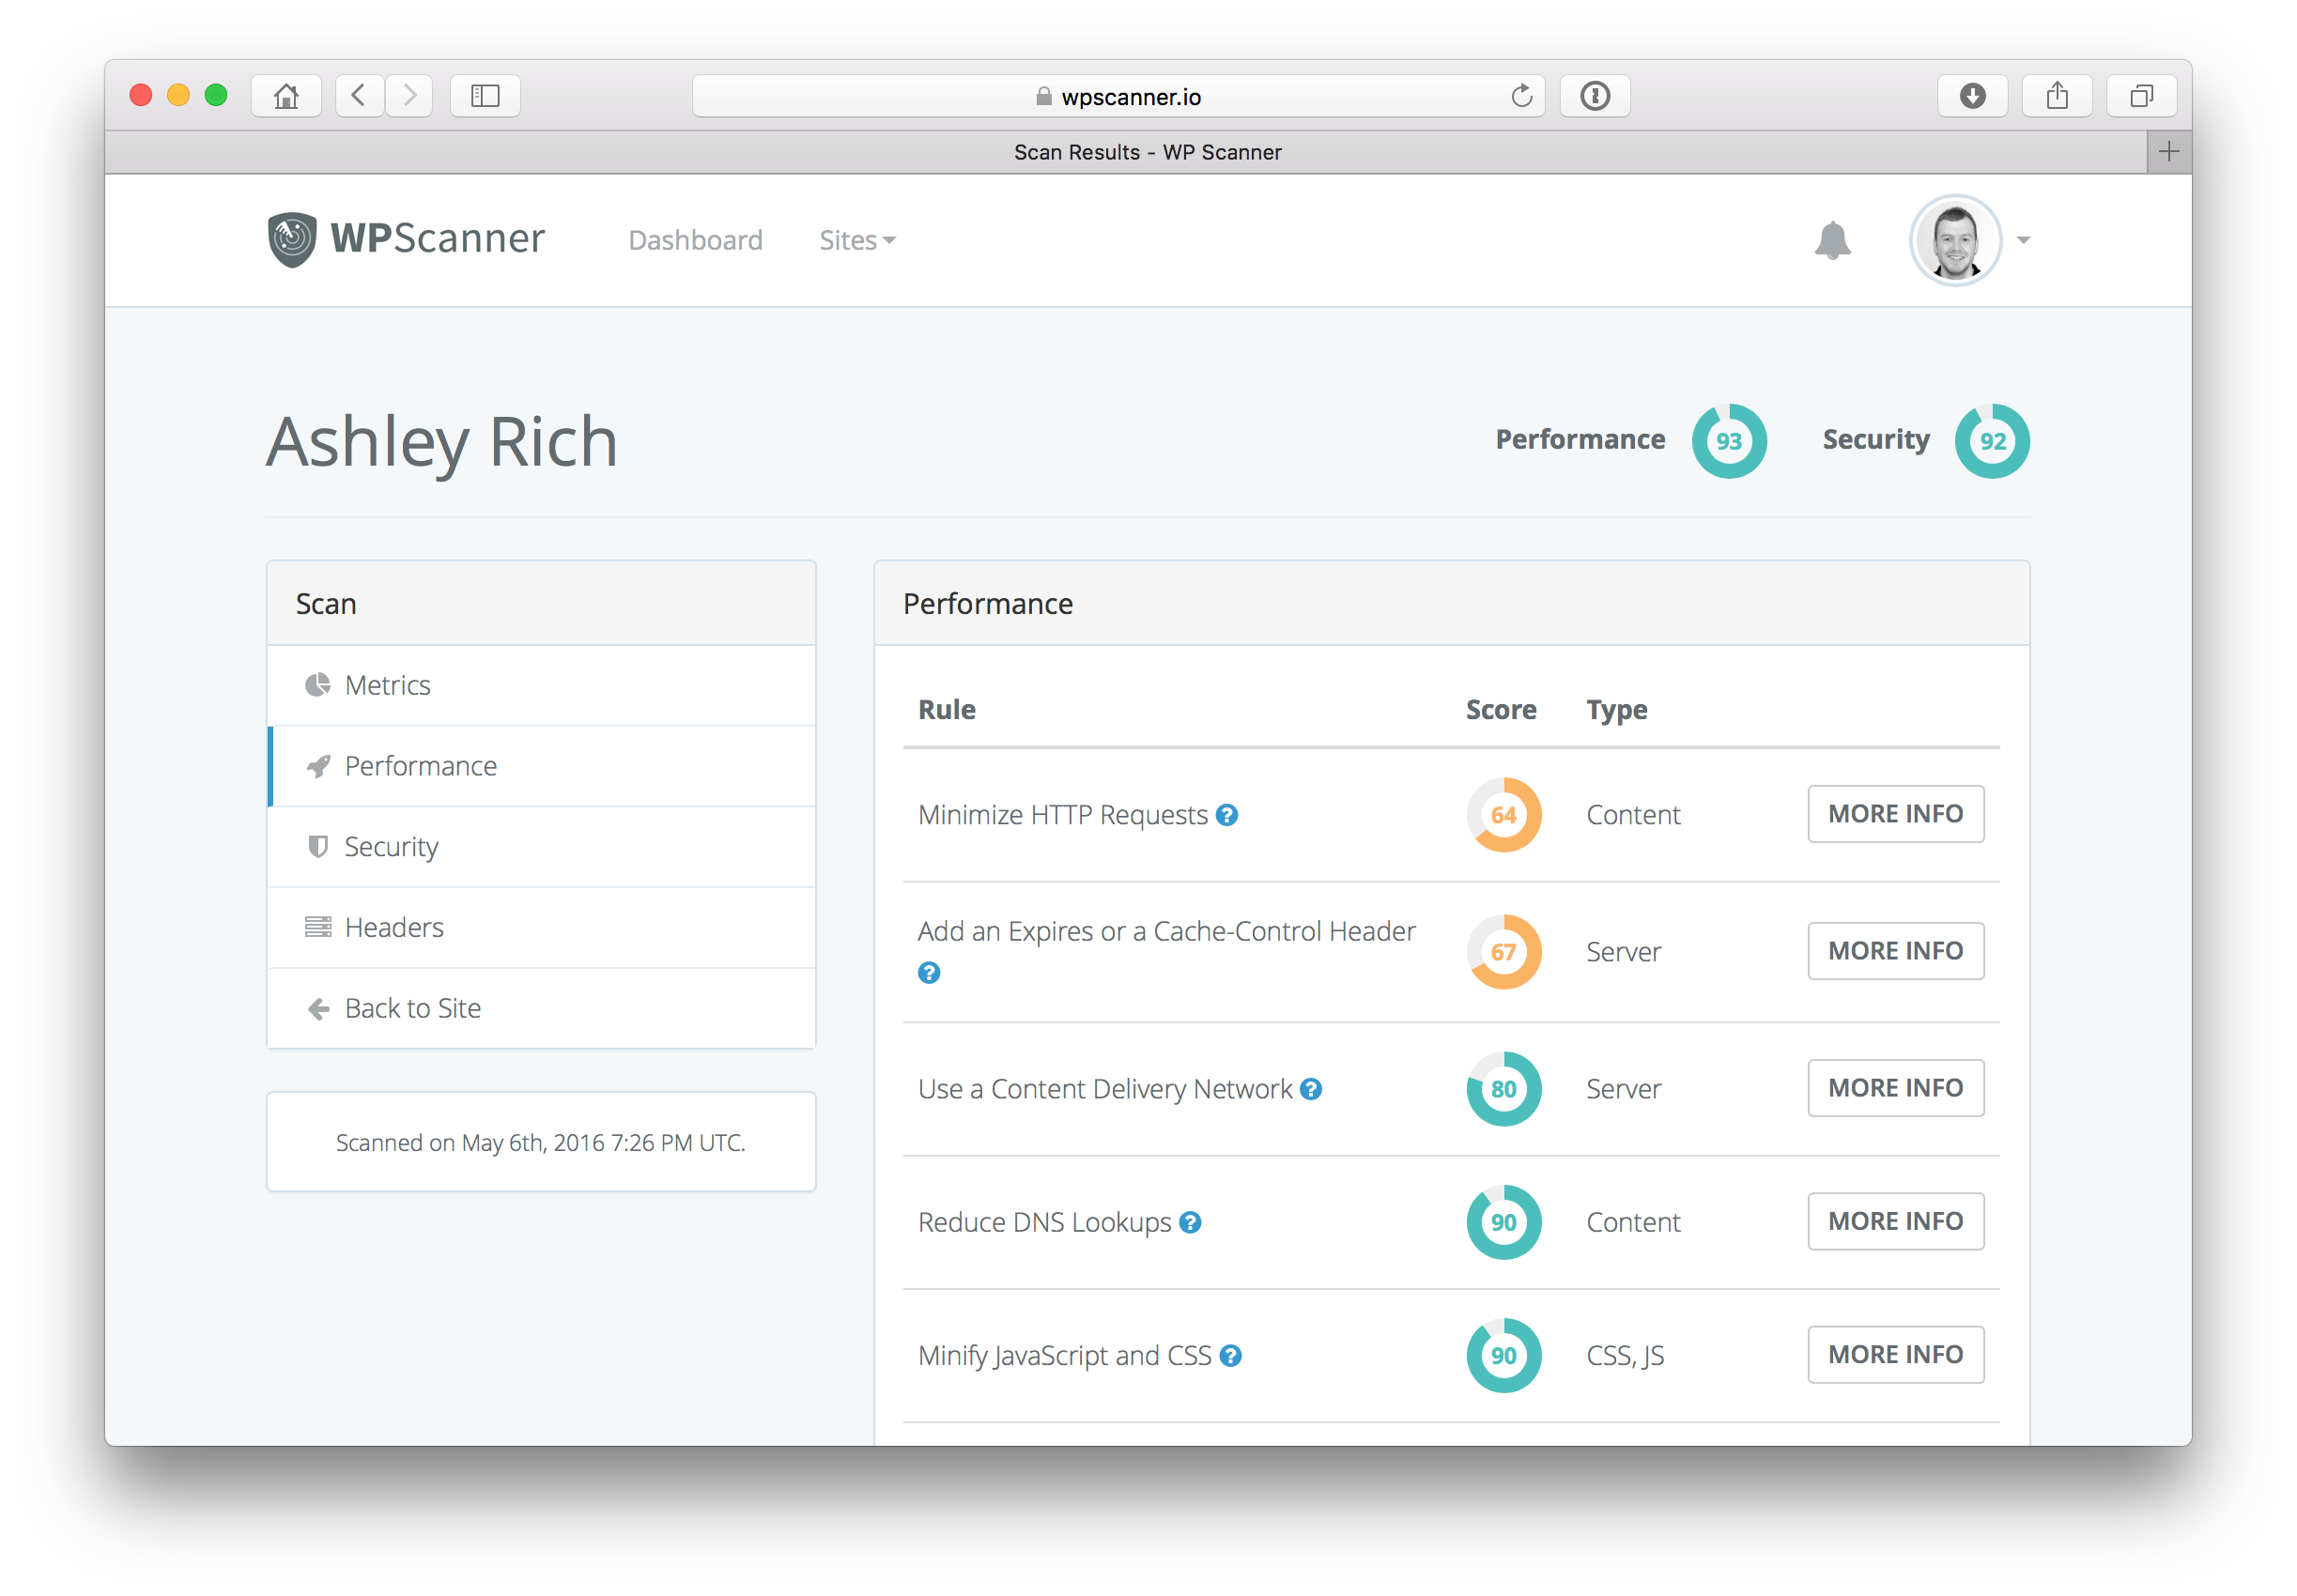 wpscanner.io
Scan Results - WP Scanner
WPScanner
Dashboard
Sites
Ashley Rich
Performance
93
Security
92
Scan
Metrics
Performance
Security
Headers
Back to Site
Scanned on May 6th, 2016 7:26 PM UTC.
Performance
Rule Score Type
Minimize HTTP Requests ? 64 Content MORE INFO
Add an Expires or a Cache-Control Header
? 67 Server MORE INFO
Use a Content Delivery Network ? 80 Server MORE INFO
Reduce DNS Lookups ? 90 Content MORE INFO
Minify JavaScript and CSS ? 90 CSS, JS MORE INFO